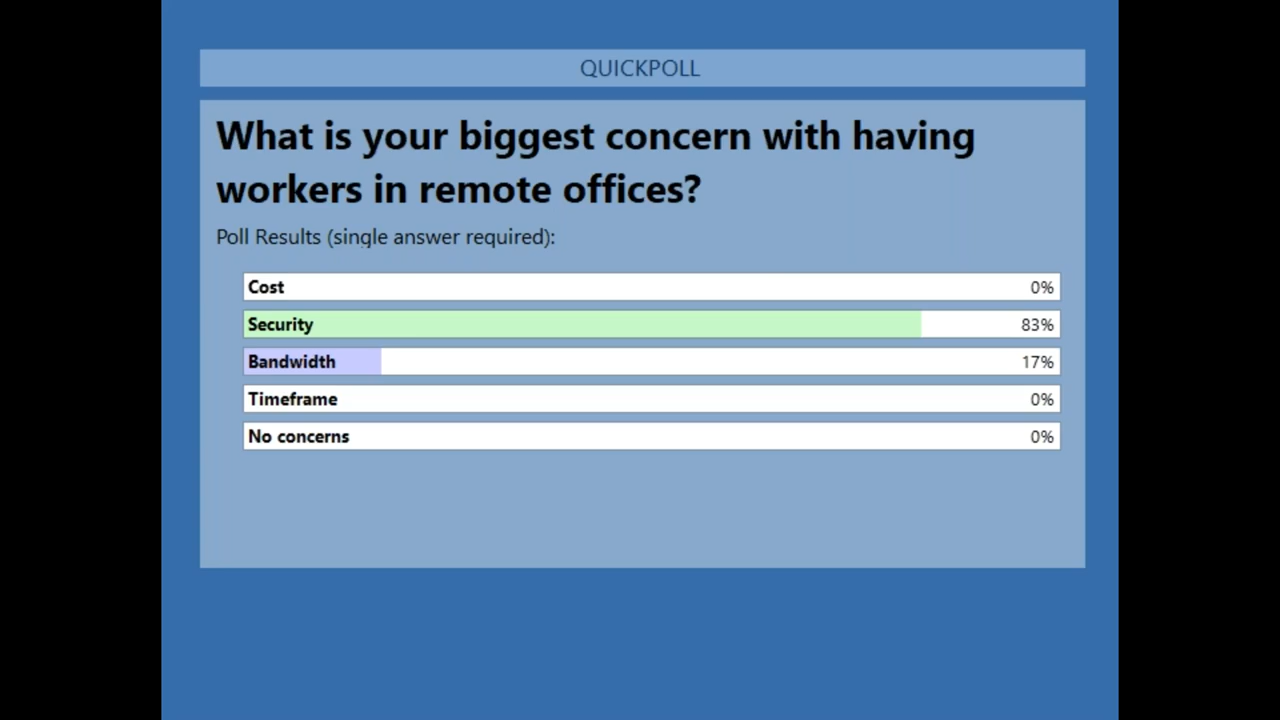 QUICKPOLL
What is your biggest concern with having
workers in remote offices?
Poll Results (single answer required):
Cost 0%
Security 83%
Bandwidth 17%
Timeframe 0%
No concerns 0%